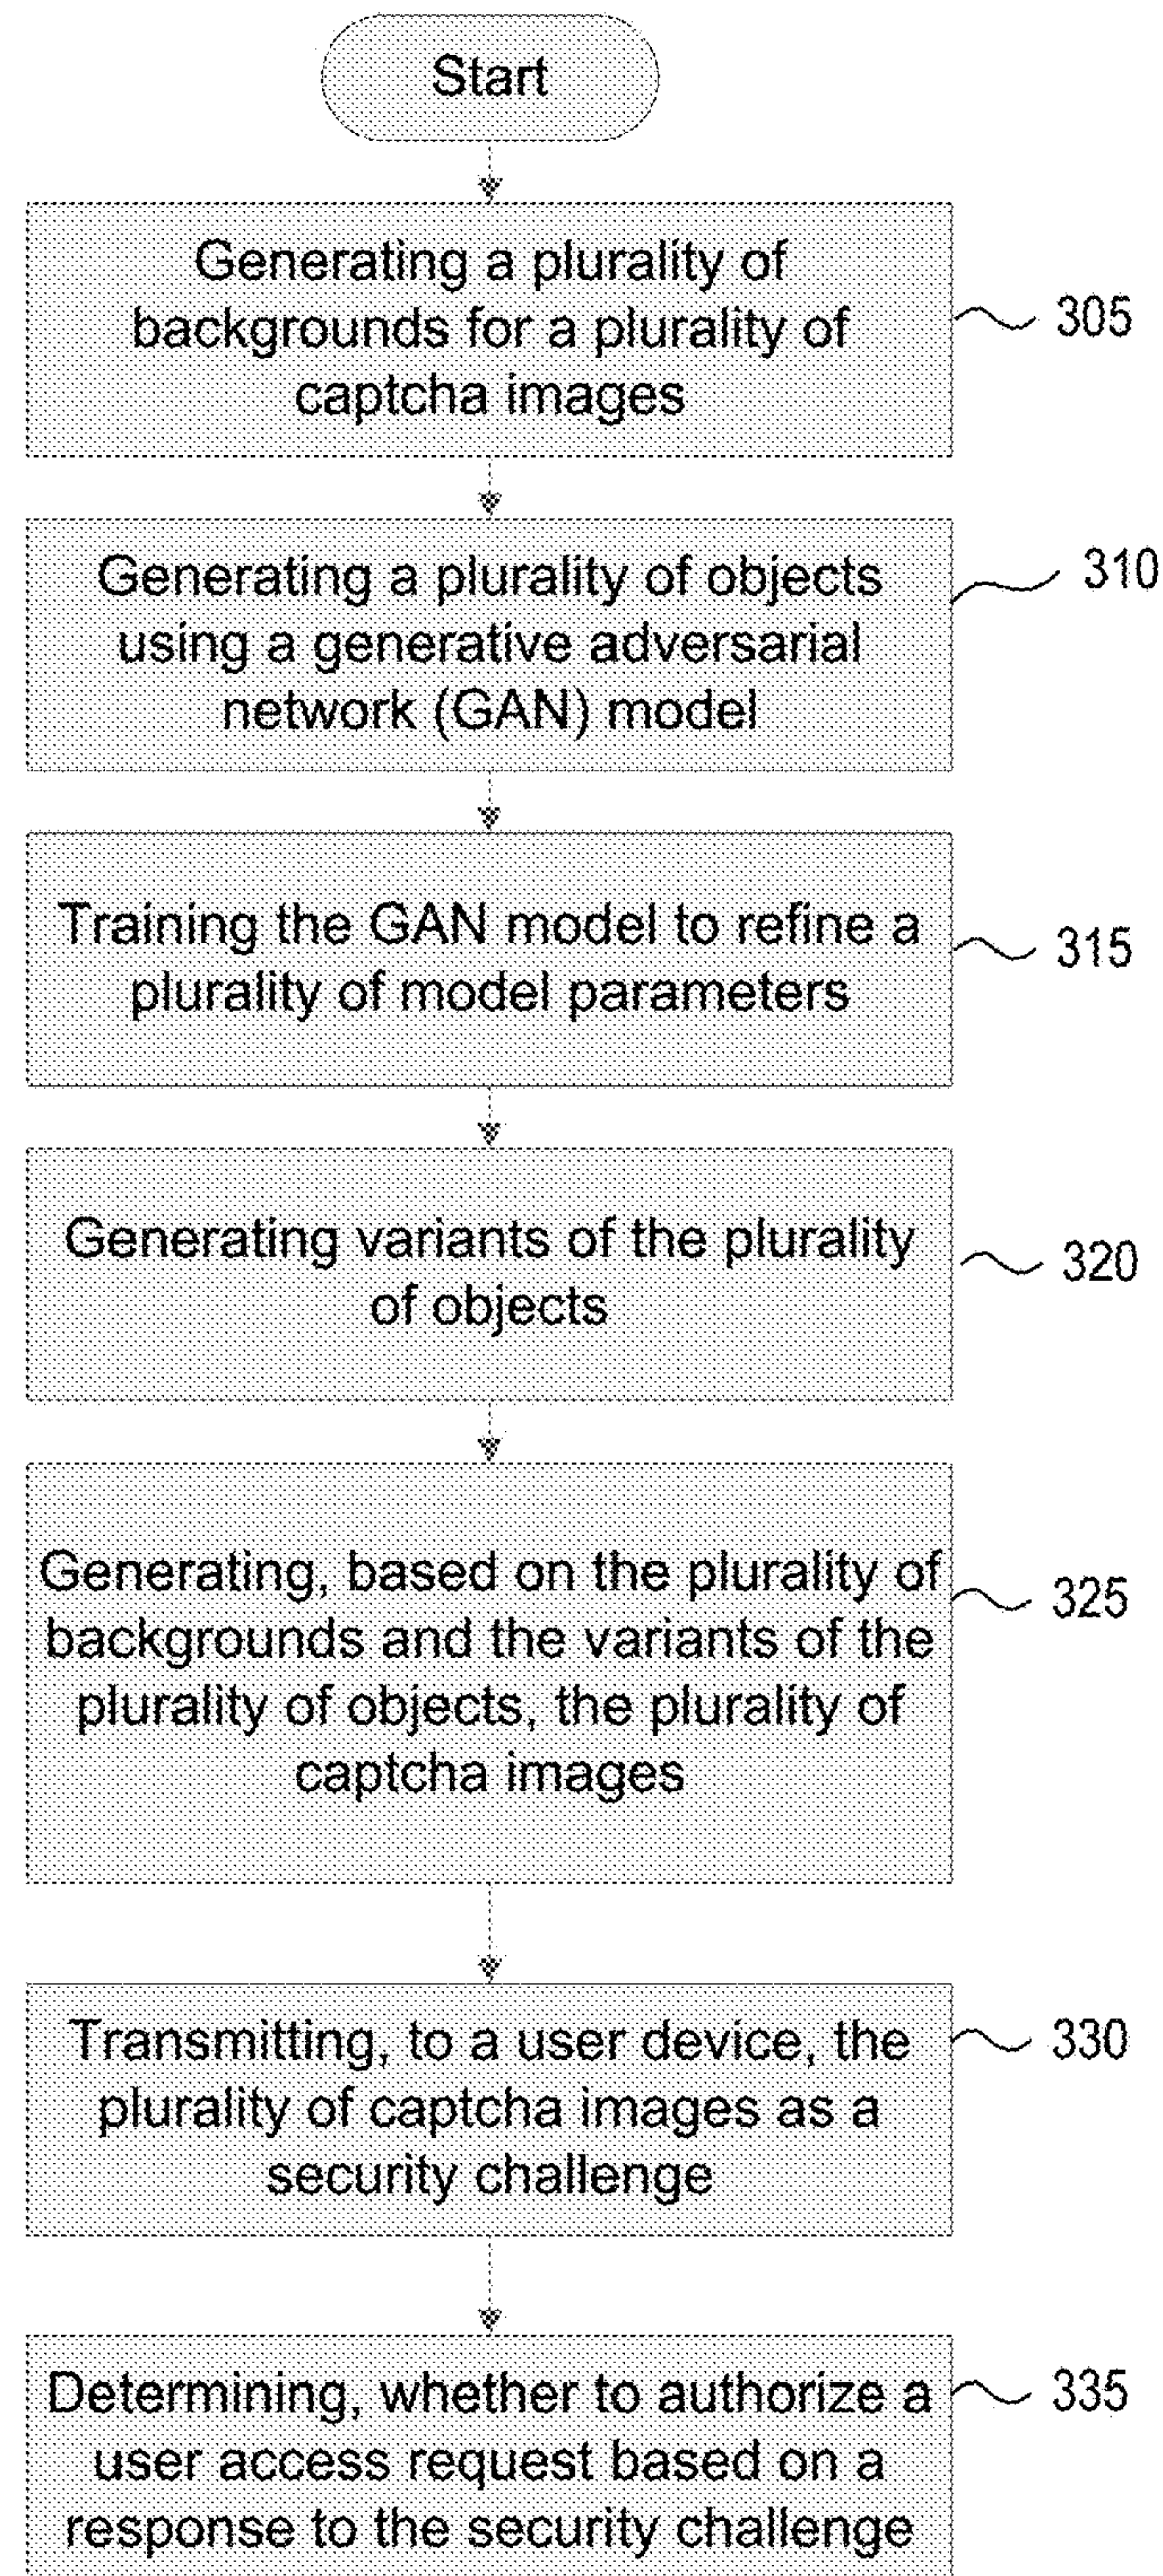 Start
Generating a plurality of
backgrounds for a plurality of
captcha images
305
Generating a plurality of objects
using a generative adversarial
network (GAN) model
310
Training the GAN model to refine a
plurality of model parameters
315
Generating variants of the plurality
of objects
320
Generating, based on the plurality of
backgrounds and the variants of the
plurality of objects, the plurality of
captcha images
325
Transmitting, to a user device, the
plurality of captcha images as a
security challenge
330
Determining, whether to authorize a
user access request based on a
response to the security challenge
335